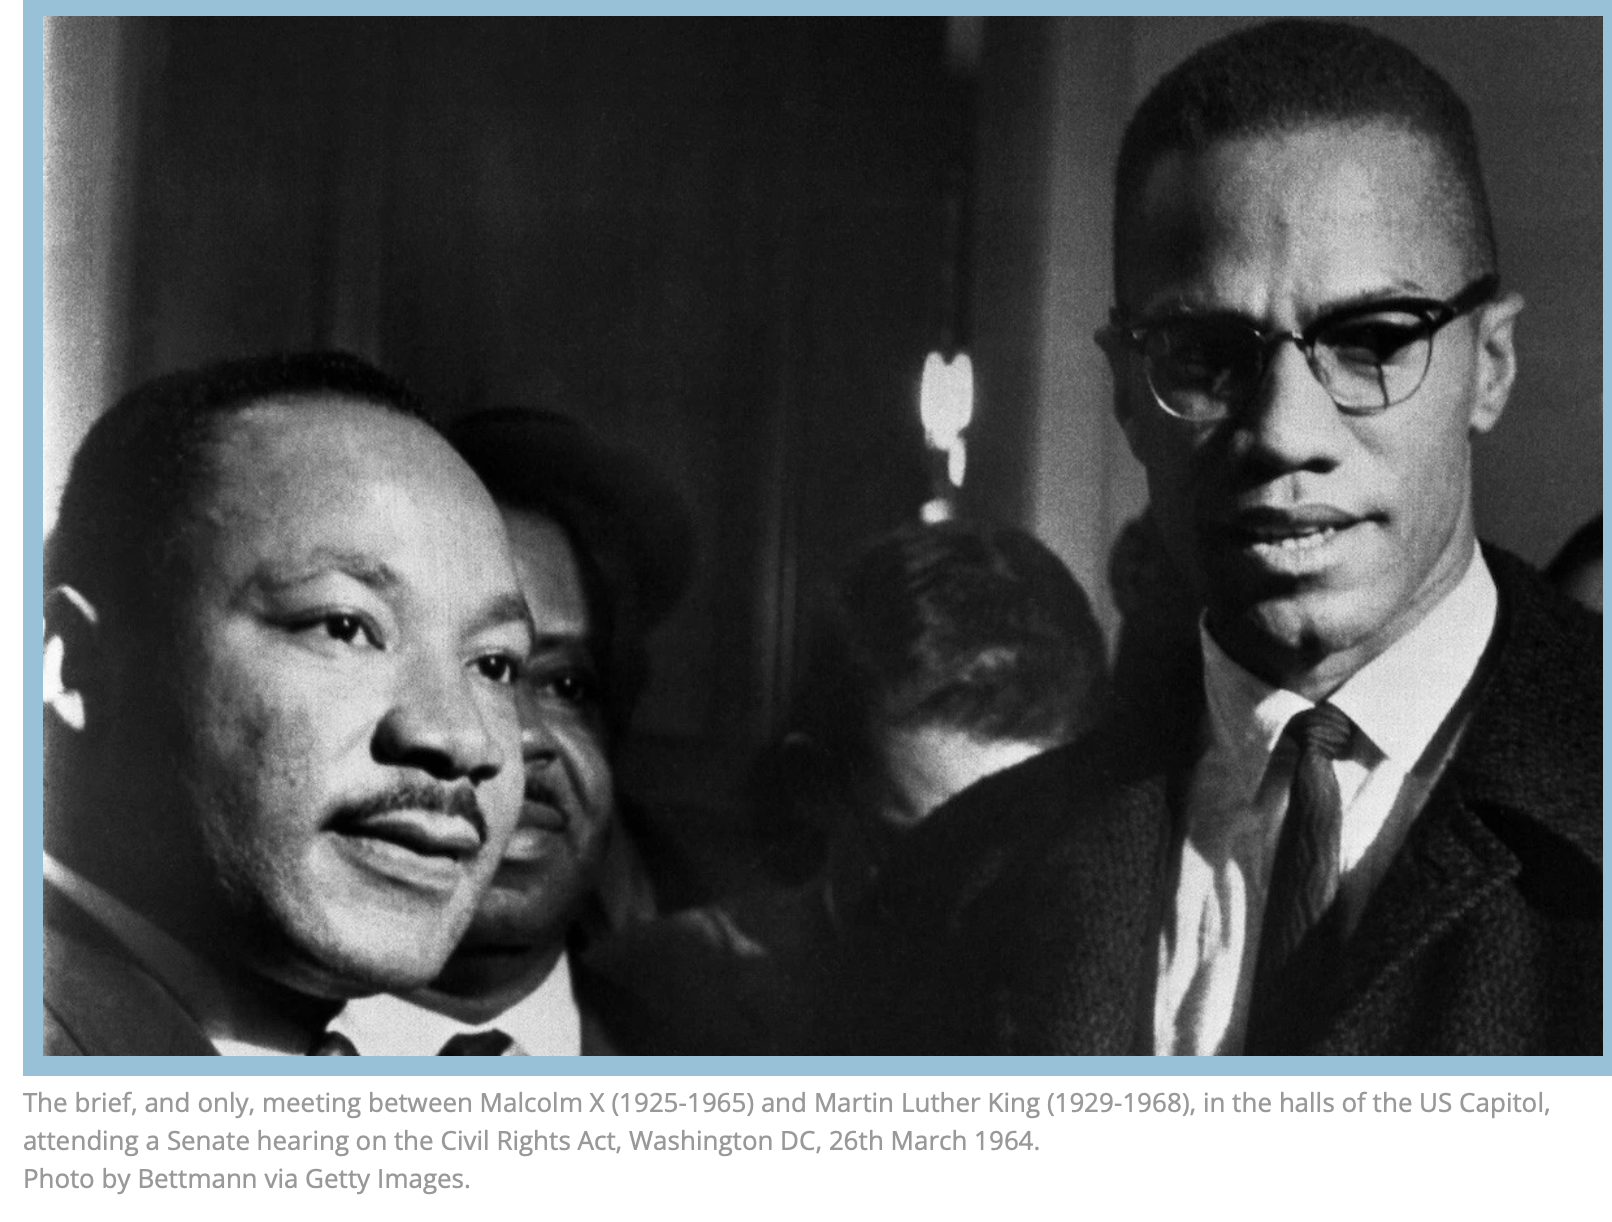 The brief, and only, meeting between Malcolm X (1925-1965) and Martin Luther King (1929-1968), in the halls of the US Capitol,
attending a Senate hearing on the Civil Rights Act, Washington DC, 26th March 1964.
Photo by Bettmann via Getty Images.